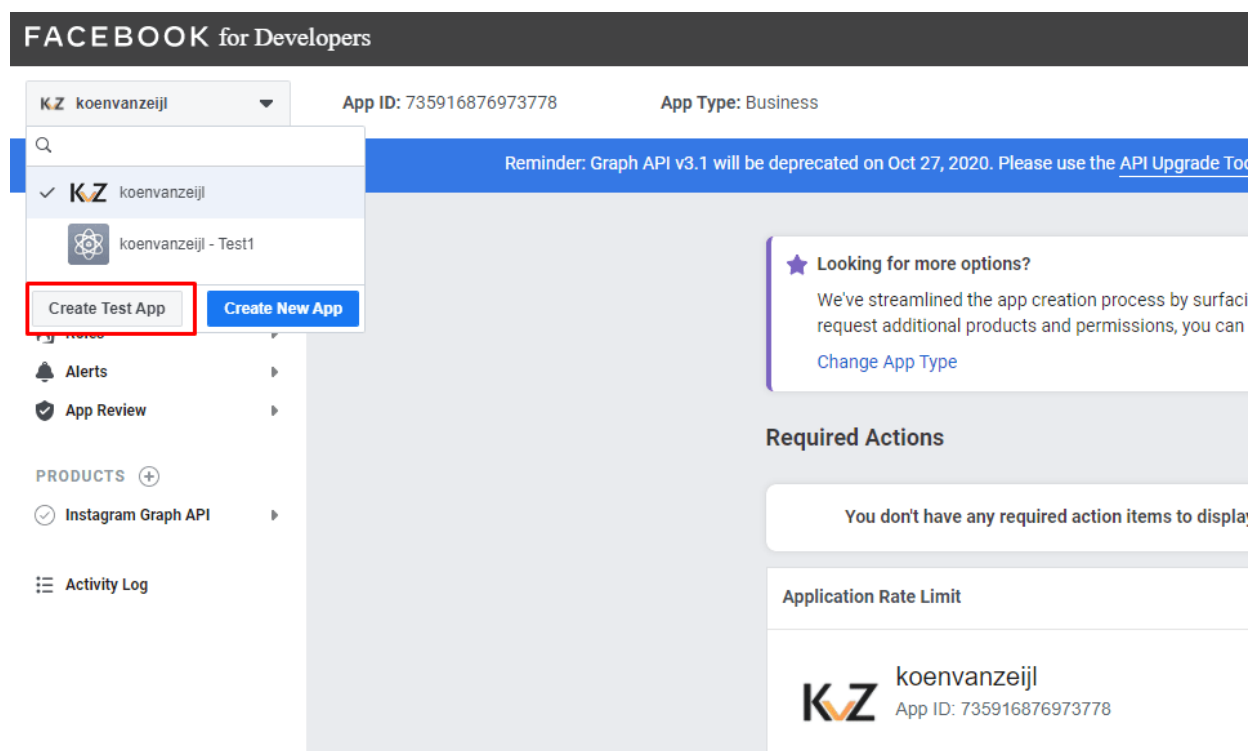 FACEBOOK for Developers
KVZ koenvanzeijl
App ID: 735916876973778
App Type: Business
Reminder: Graph API v3.1 will be deprecated on Oct 27, 2020. Please use the API Upgrade Too
KVZ koenvanzeijl
koenvanzeijl - Test1
Create Test App
Create New App
Roles
Alerts
App Review
PRODUCTS
Instagram Graph API
Activity Log
Looking for more options?
We've streamlined the app creation process by surfaci
request additional products and permissions, you can
Change App Type
Required Actions
You don't have any required action items to display
Application Rate Limit
KVZ
koenvanzeijl
App ID: 735916876973778